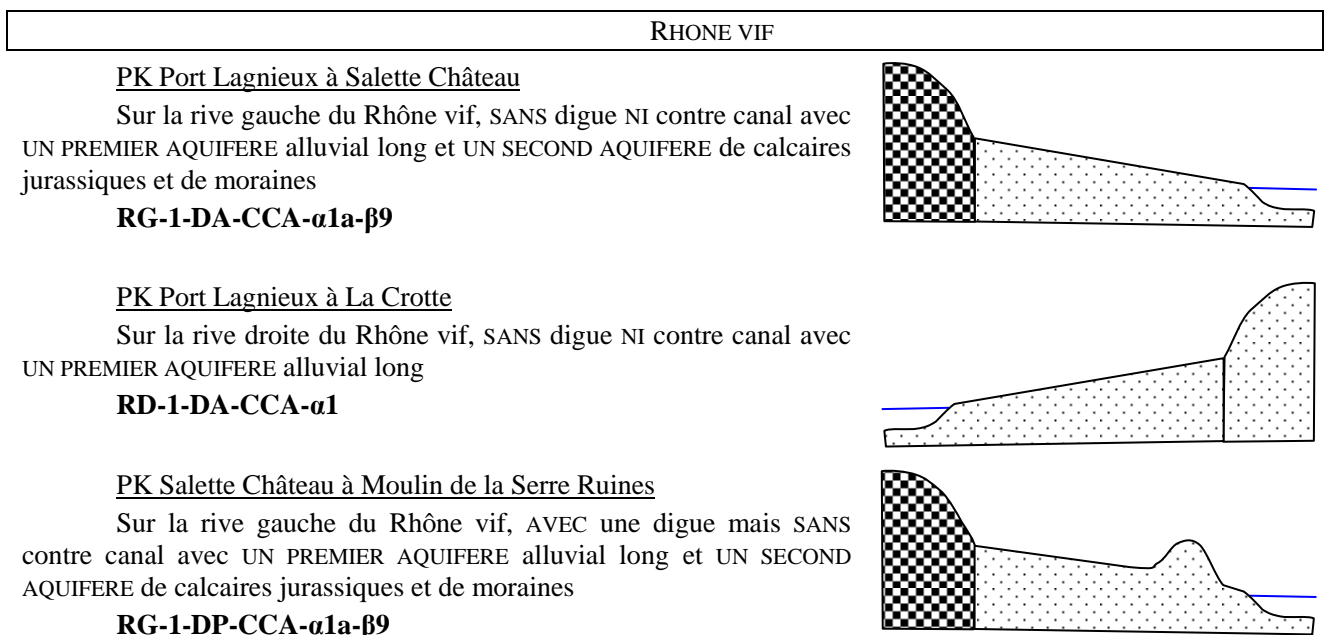 RHONE VIF
PK Port Lagnieux à Salette Château
Sur la rive gauche du Rhône vif, SANS digue NI contre canal avec
UN PREMIER AQUIFERE alluvial long et UN SECOND AQUIFERE de calcaires
jurassiques et de moraines
RG-1-DA-CCA-α1a-β9
PK Port Lagnieux à La Crotte
Sur la rive droite du Rhône vif, SANS digue NI contre canal avec
UN PREMIER AQUIFERE alluvial long
RD-1-DA-CCA-α1
PK Salette Château à Moulin de la Serre Ruines
Sur la rive gauche du Rhône vif, AVEC une digue mais SANS
contre canal avec UN PREMIER AQUIFERE alluvial long et UN SECOND
AQUIFERE de calcaires jurassiques et de moraines
RG-1-DP-CCA-α1a-β9